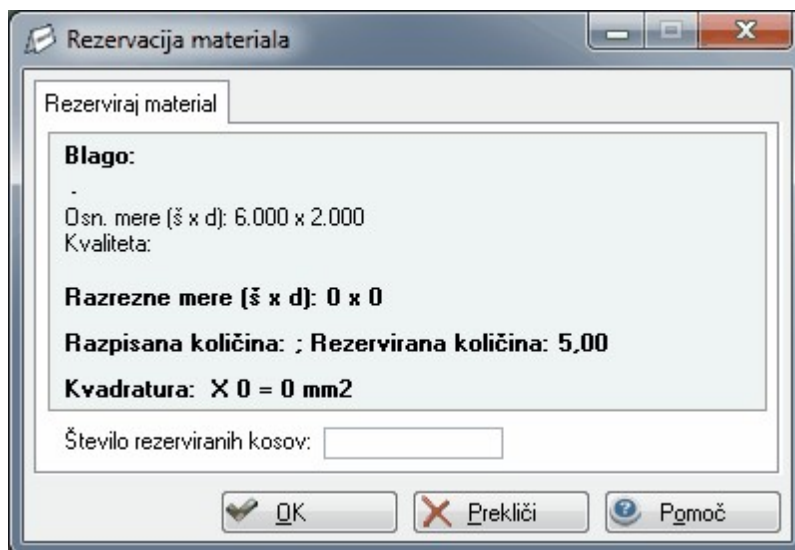 Rezervacija materiala
Rezerviraj material
Blago:
-
Osn. mere (š x d): 6.000 x 2.000
Kvaliteta:
Razrezne mere (š x d): 0 x 0
Razpisana količina: ; Rezervirana količina: 5,00
Kvadratura: X 0 = 0 mm2
Število rezerviranih kosov:
OK Prekliči Pomoč